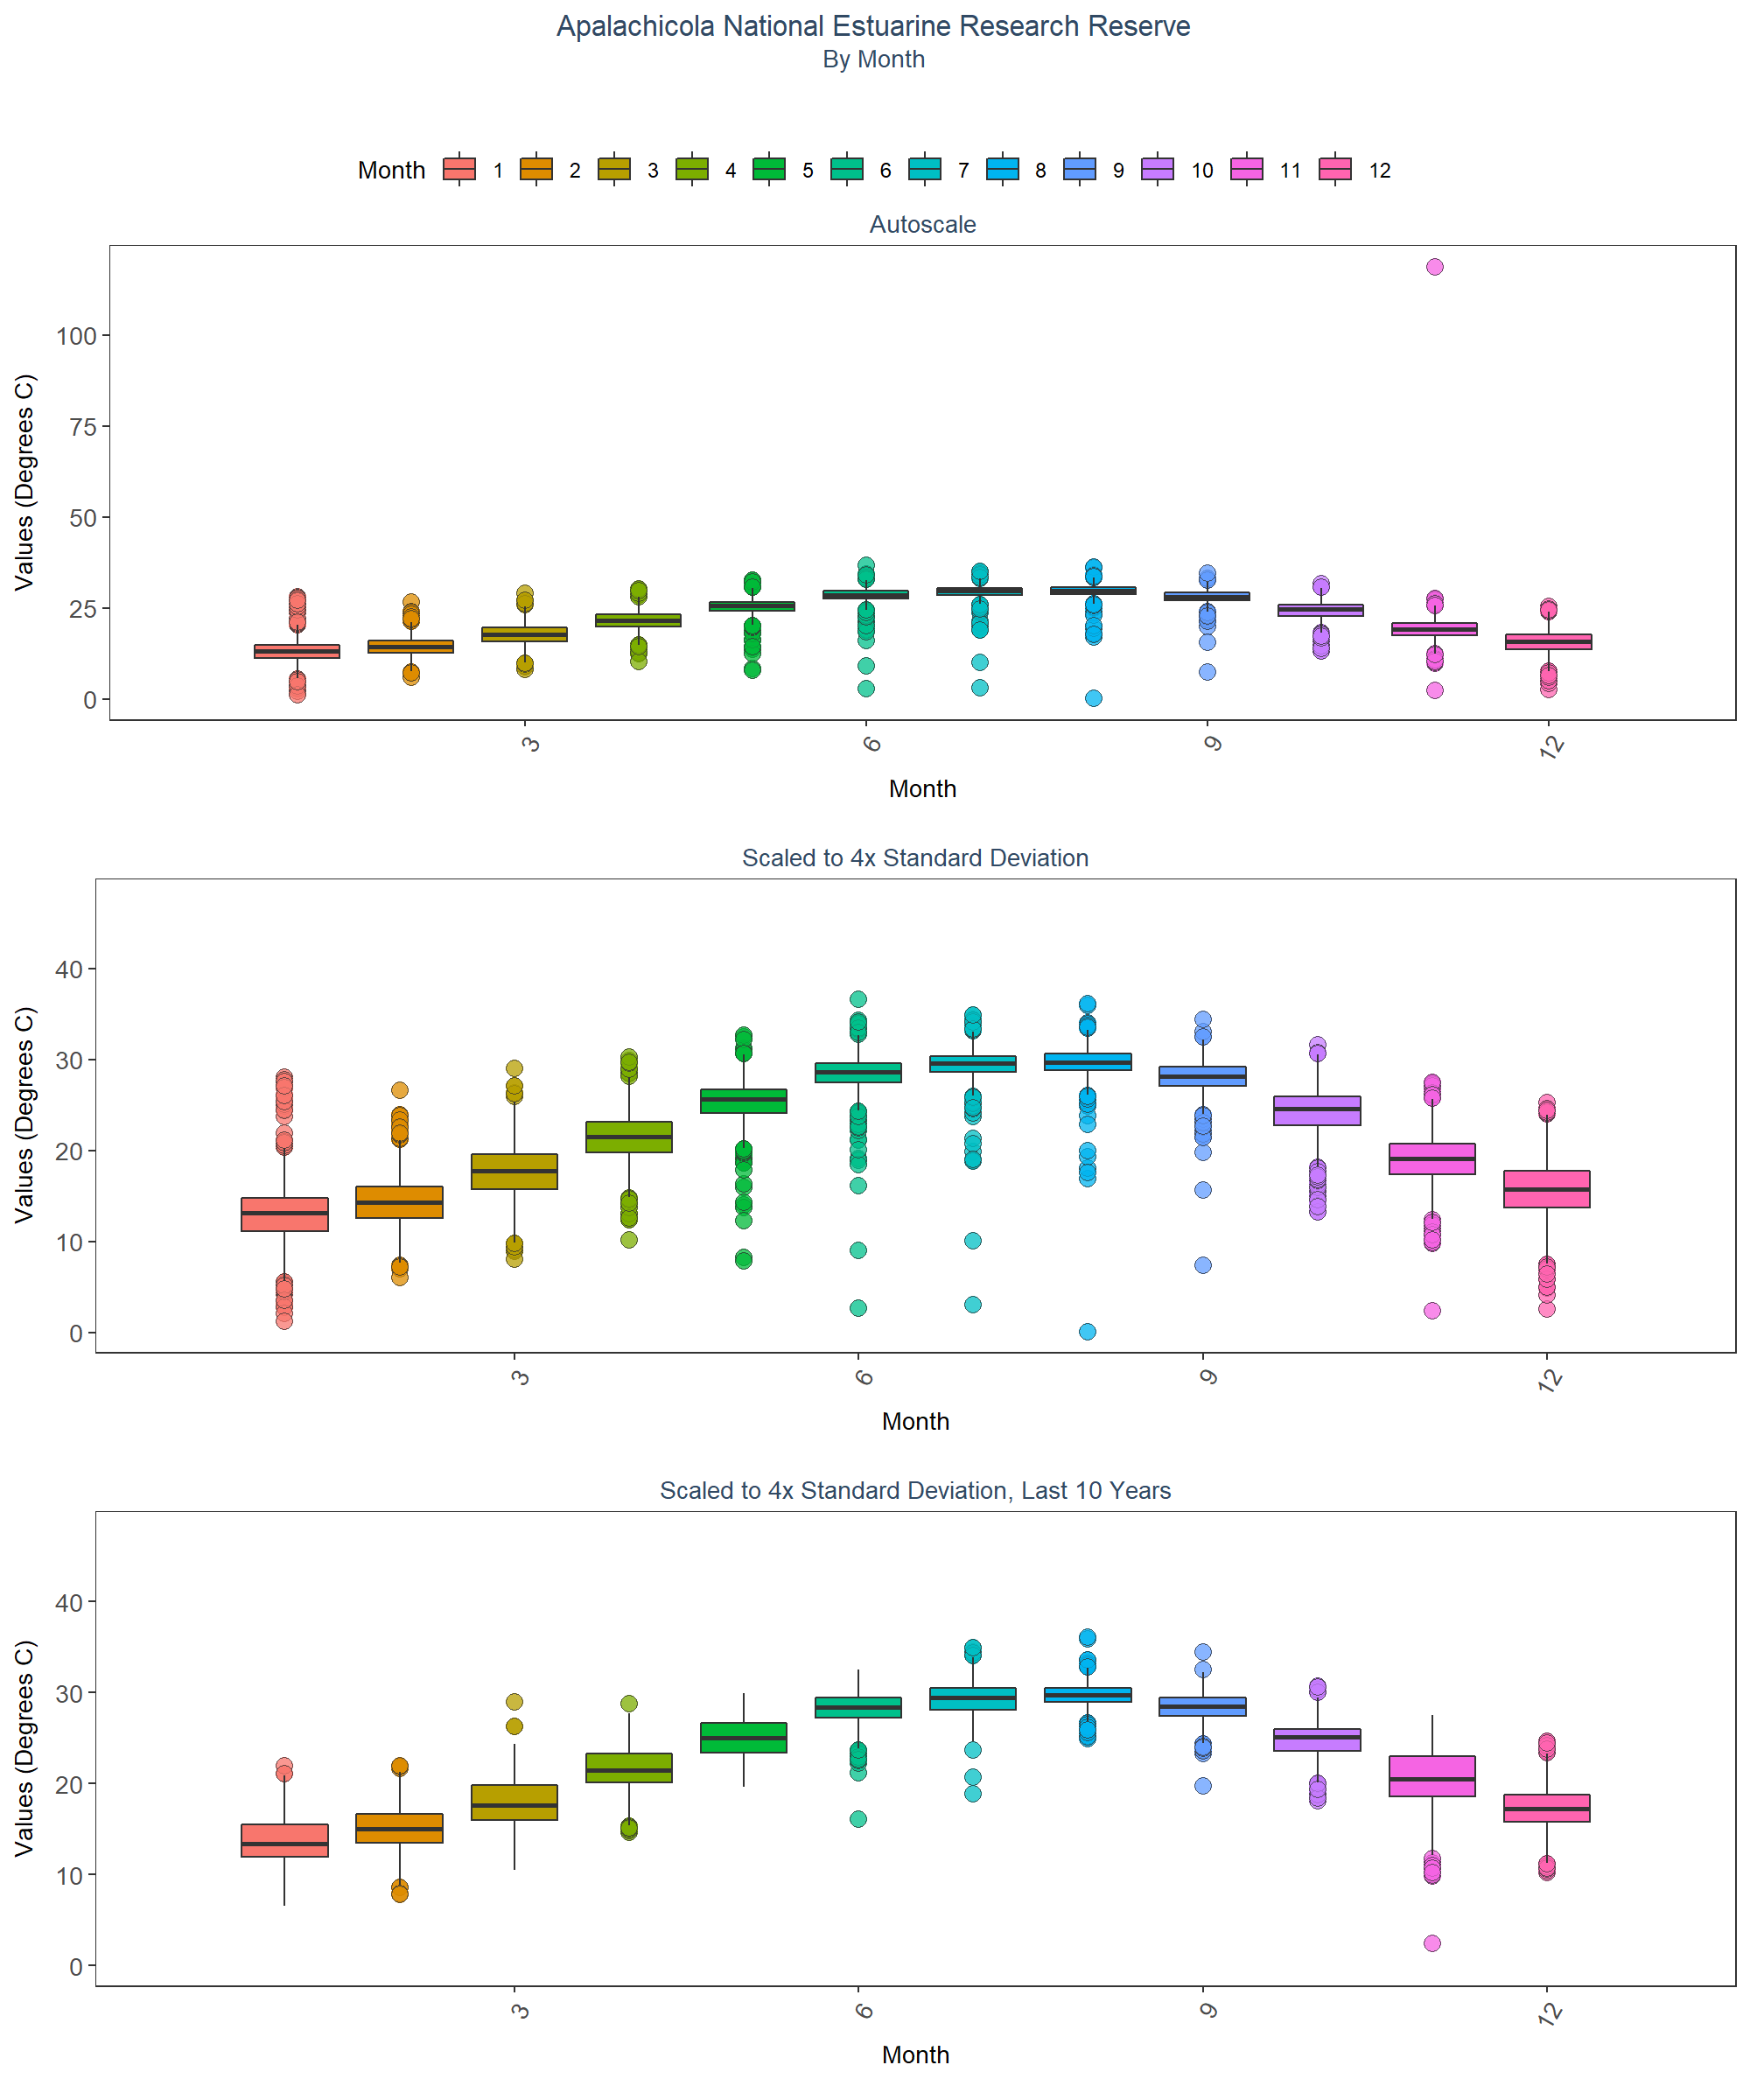 Apalachicola National Estuarine Research Reserve
By Month
Month 1 2 3 4 5 6 7 8 9 10 11 12
Autoscale
Values (Degrees C)
100
75
50
25
0
3 6 9 12
Month
Scaled to 4x Standard Deviation
Values (Degrees C)
40
30
20
10
0
3 6 9 12
Month
Scaled to 4x Standard Deviation, Last 10 Years
Values (Degrees C)
40
30
20
10
0
3 6 9 12
Month